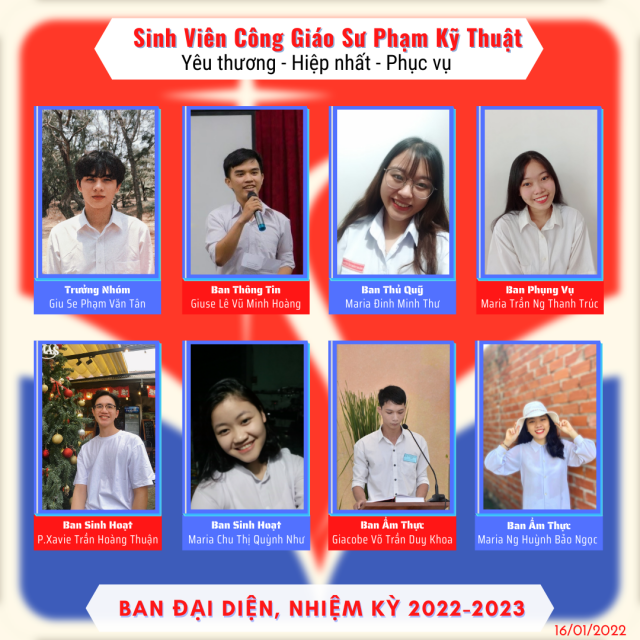 Sinh Viên Công Giáo Sư Phạm Kỹ Thuật
Yêu thương - Hiệp nhất - Phục vụ
Trưởng Nhóm
Giu Se Phạm Văn Tân
Ban Thông Tin
Giuse Lê Vũ Minh Hoàng
Ban Thủ Quỹ
Maria Đinh Minh Thư
Ban Phụng Vụ
Maria Trần Ng Thanh Trúc
Ban Sinh Hoạt
P.Xavie Trần Hoàng Thuận
Ban Sinh Hoạt
Maria Chu Thị Quỳnh Như
Ban Ẩm Thực
Giacobe Võ Trần Duy Khoa
Ban Ẩm Thực
Maria Ng Huỳnh Bảo Ngọc
BAN ĐẠI DIỆN, NHIỆM KỲ 2022-2023
16/01/2022